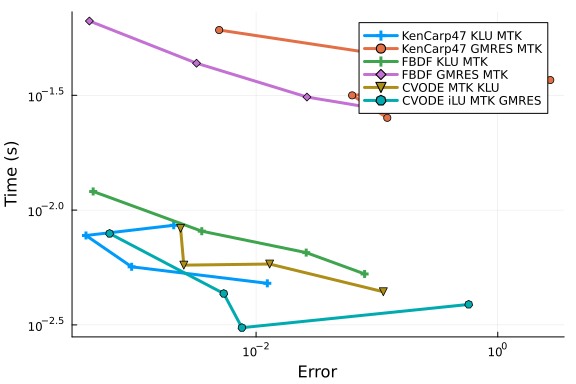 KenCarp47 KLU MTK
KenCarp47 GMRES MTK
FBDF KLU MTK
FBDF GMRES MTK
CVODE MTK KLU
CVODE iLU MTK GMRES
Time (s)
10^-1.5
10^-2.0
10^-2.5
10^-2
10^0
Error